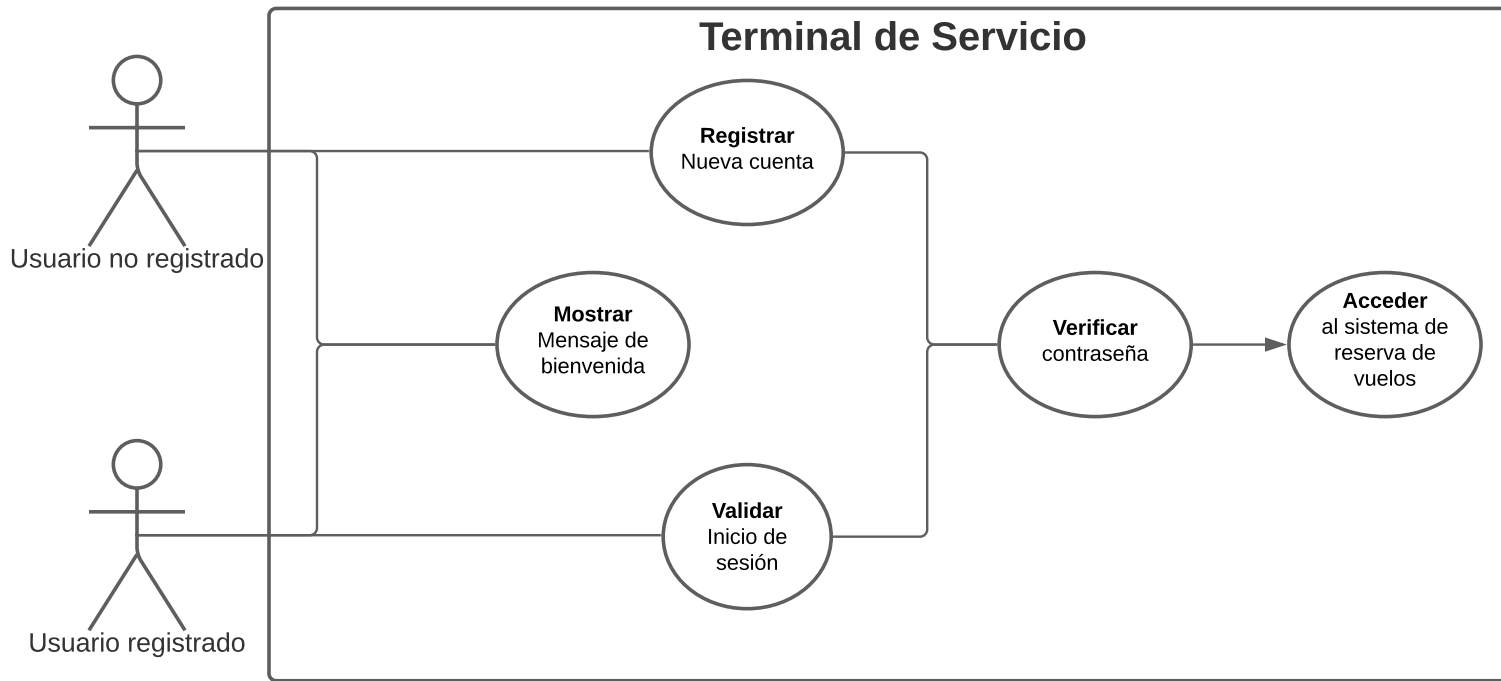 Terminal de Servicio
Usuario no registrado
Registrar
Nueva cuenta
Mostrar
Mensaje de
bienvenida
Verificar
contraseña
Acceder
al sistema de
reserva de
vuelos
Usuario registrado
Validar
Inicio de
sesión